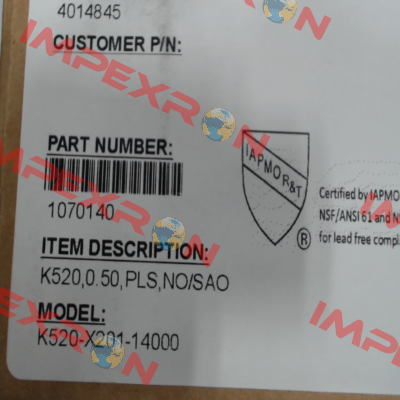 4014845
CUSTOMER P/N:
PART NUMBER:
1070140
IAPMO R&T
®
Certified by IAPMO
NSF/ANSI 61 and N
for lead free compl
ITEM DESCRIPTION:
K520,0.50,PLS,NO/SAO
MODEL:
K520-X201-14000
IMPEXRON
IMPEXRON
IMPEXRON
IMPEXRON